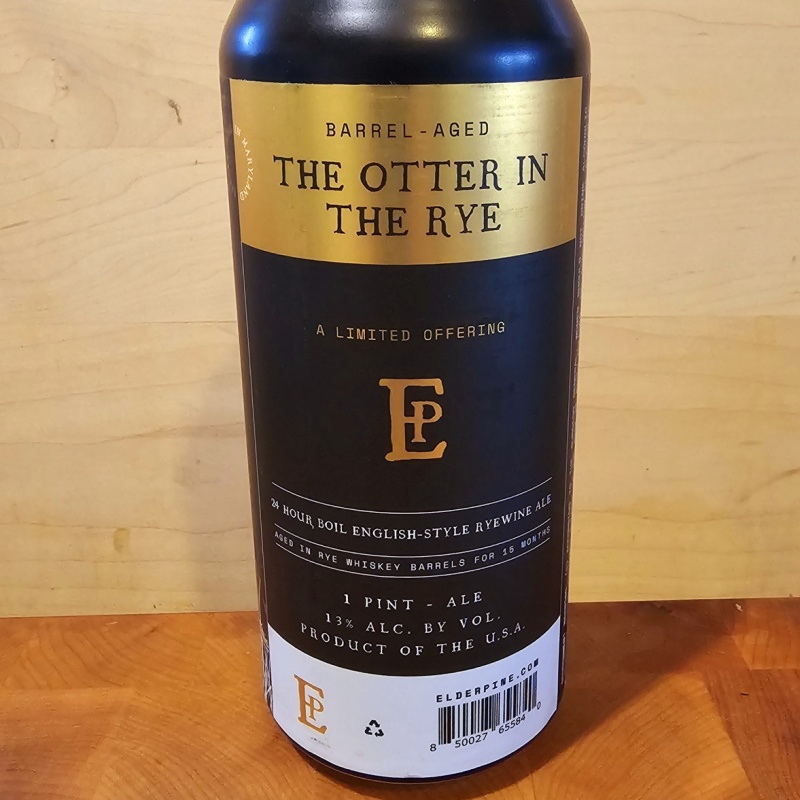 BARREL-AGED
THE OTTER IN
THE RYE
MARYLAND
A LIMITED OFFERING
EP
24 HOUR BOIL ENGLISH-STYLE RYEWINE ALE
AGED IN RYE WHISKEY BARRELS FOR 15 MONTHS
1 PINT - ALE
13% ALC. BY VOL.
PRODUCT OF THE U.S.A.
ELDERPINE.COM
EP
8 50027 65584 0